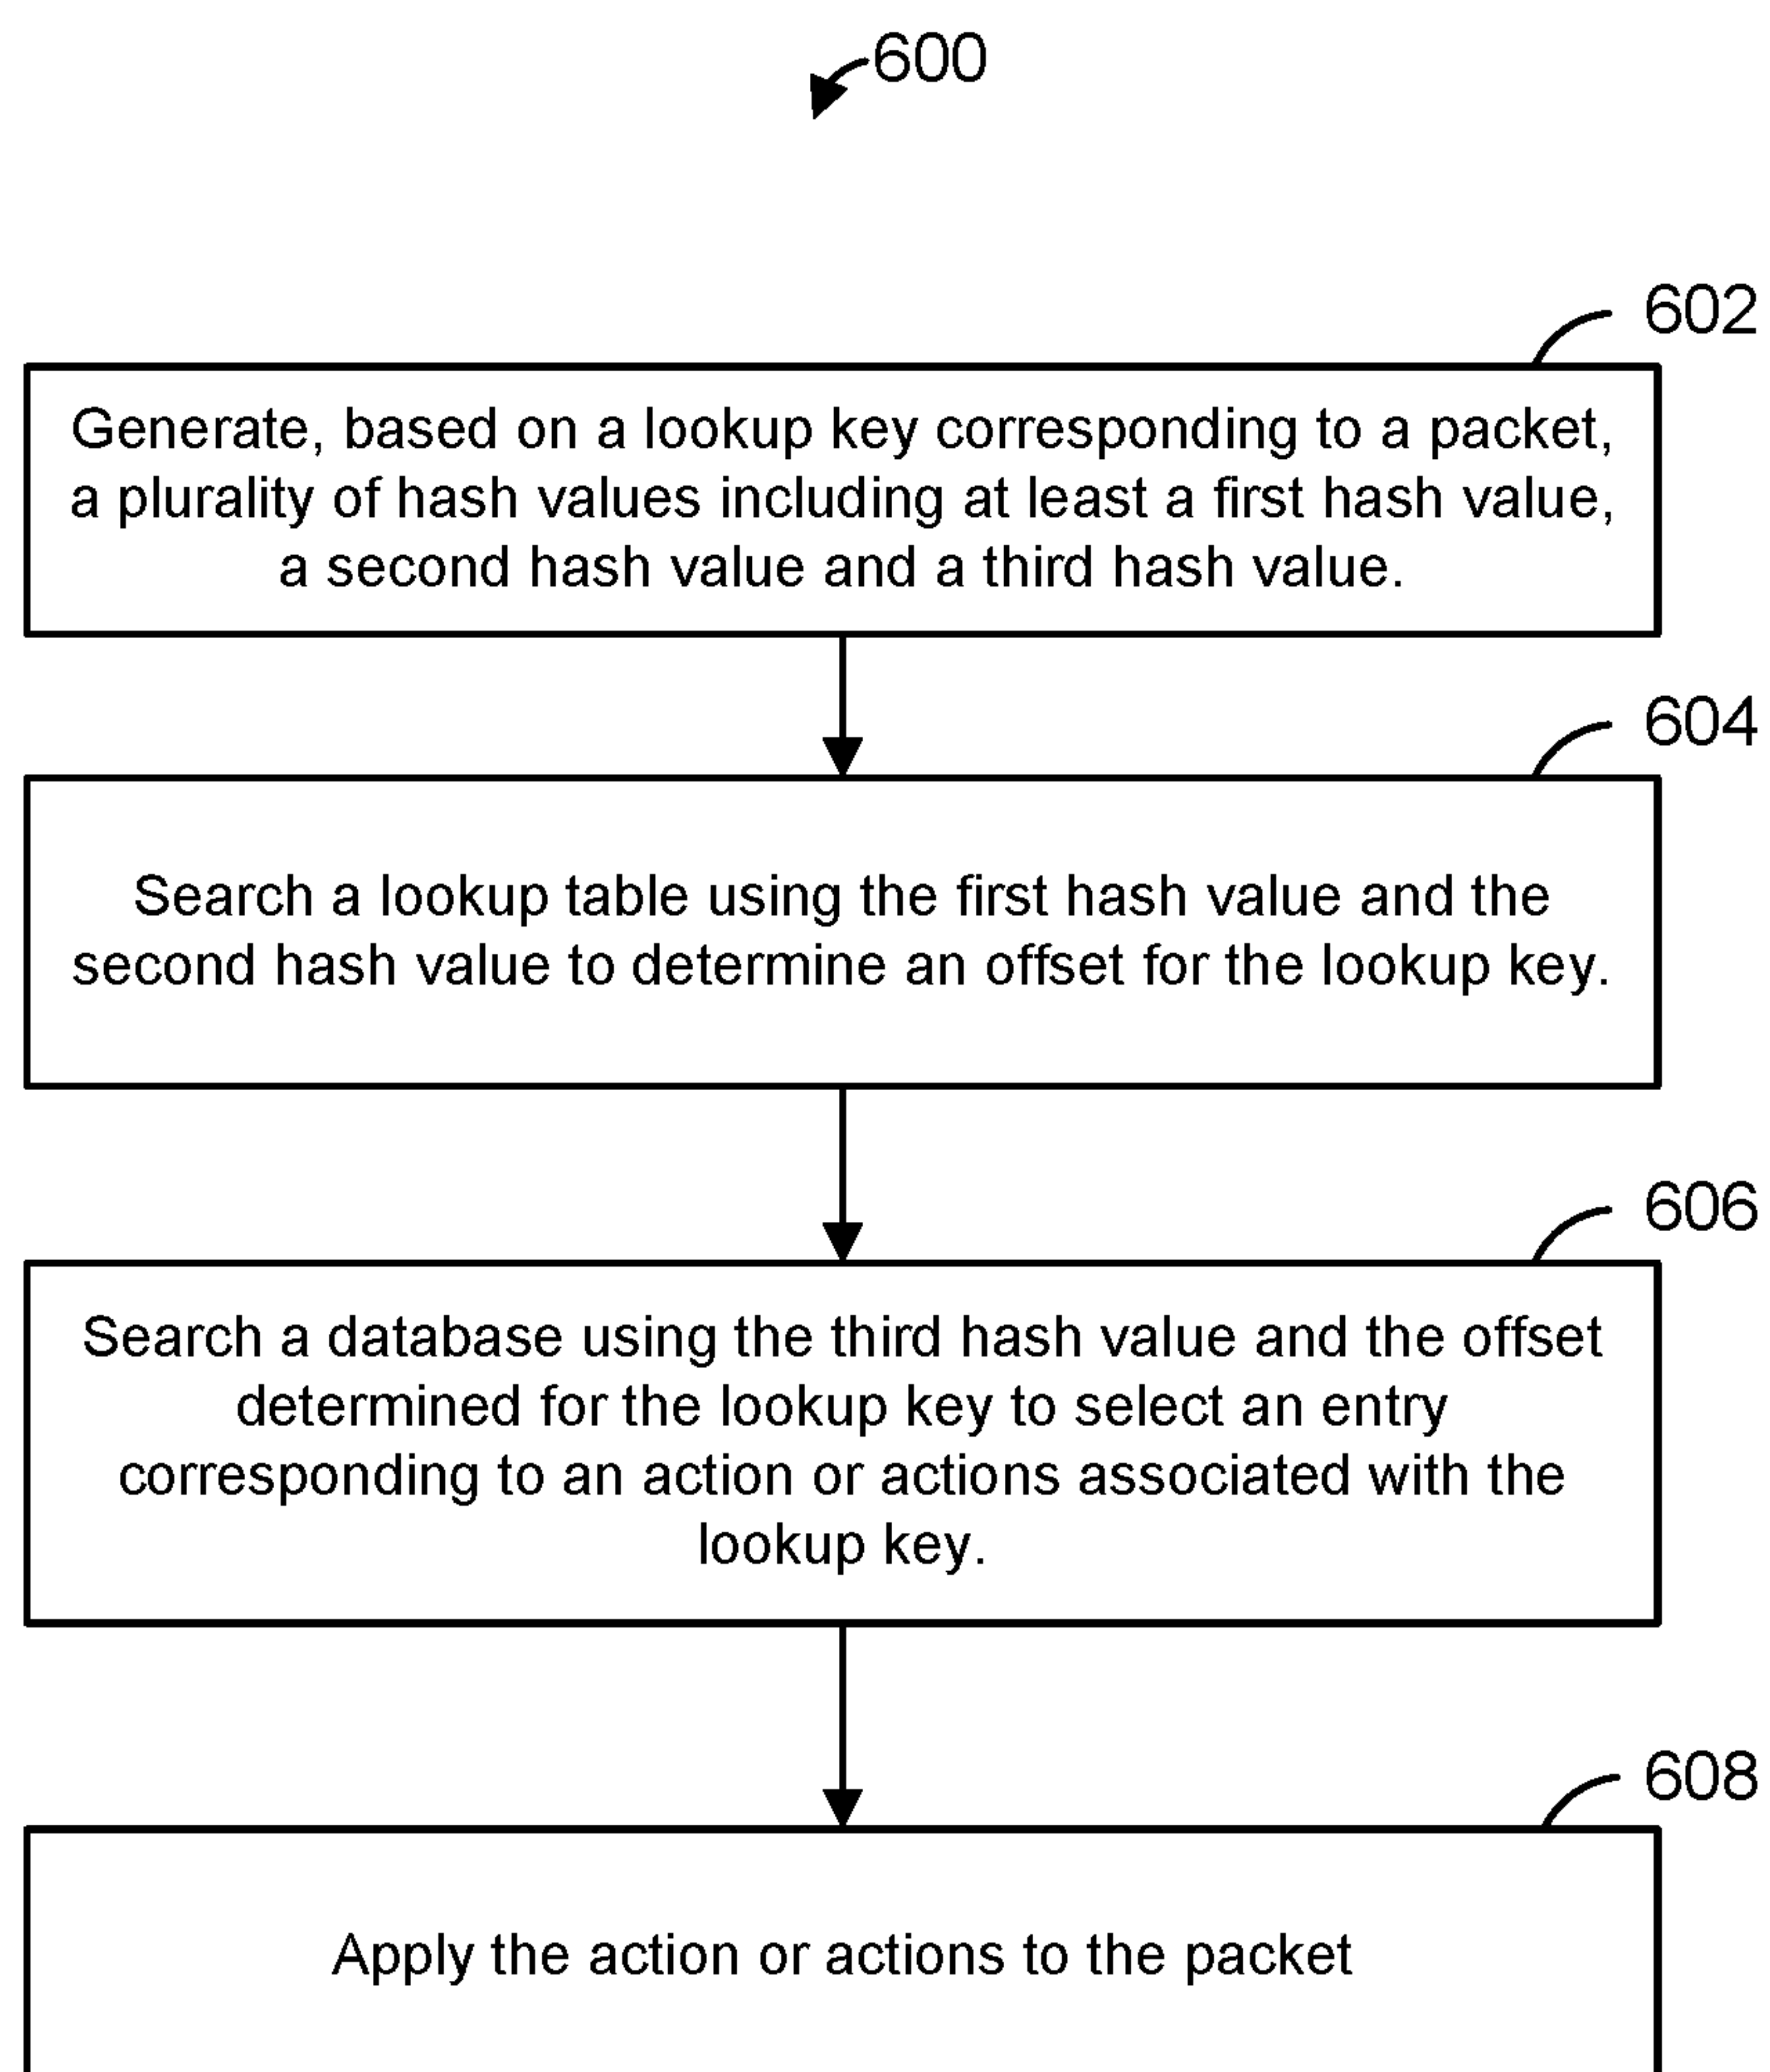 600
602
Generate, based on a lookup key corresponding to a packet,
a plurality of hash values including at least a first hash value,
a second hash value and a third hash value.
604
Search a lookup table using the first hash value and the
second hash value to determine an offset for the lookup key.
606
Search a database using the third hash value and the offset
determined for the lookup key to select an entry
corresponding to an action or actions associated with the
lookup key.
608
Apply the action or actions to the packet